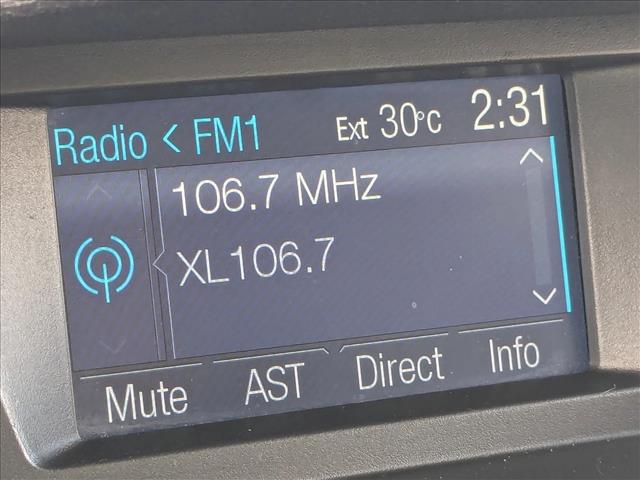 Radio < FM1 Ext 30°C 2:31
106.7 MHz
XL106.7
Mute AST Direct Info